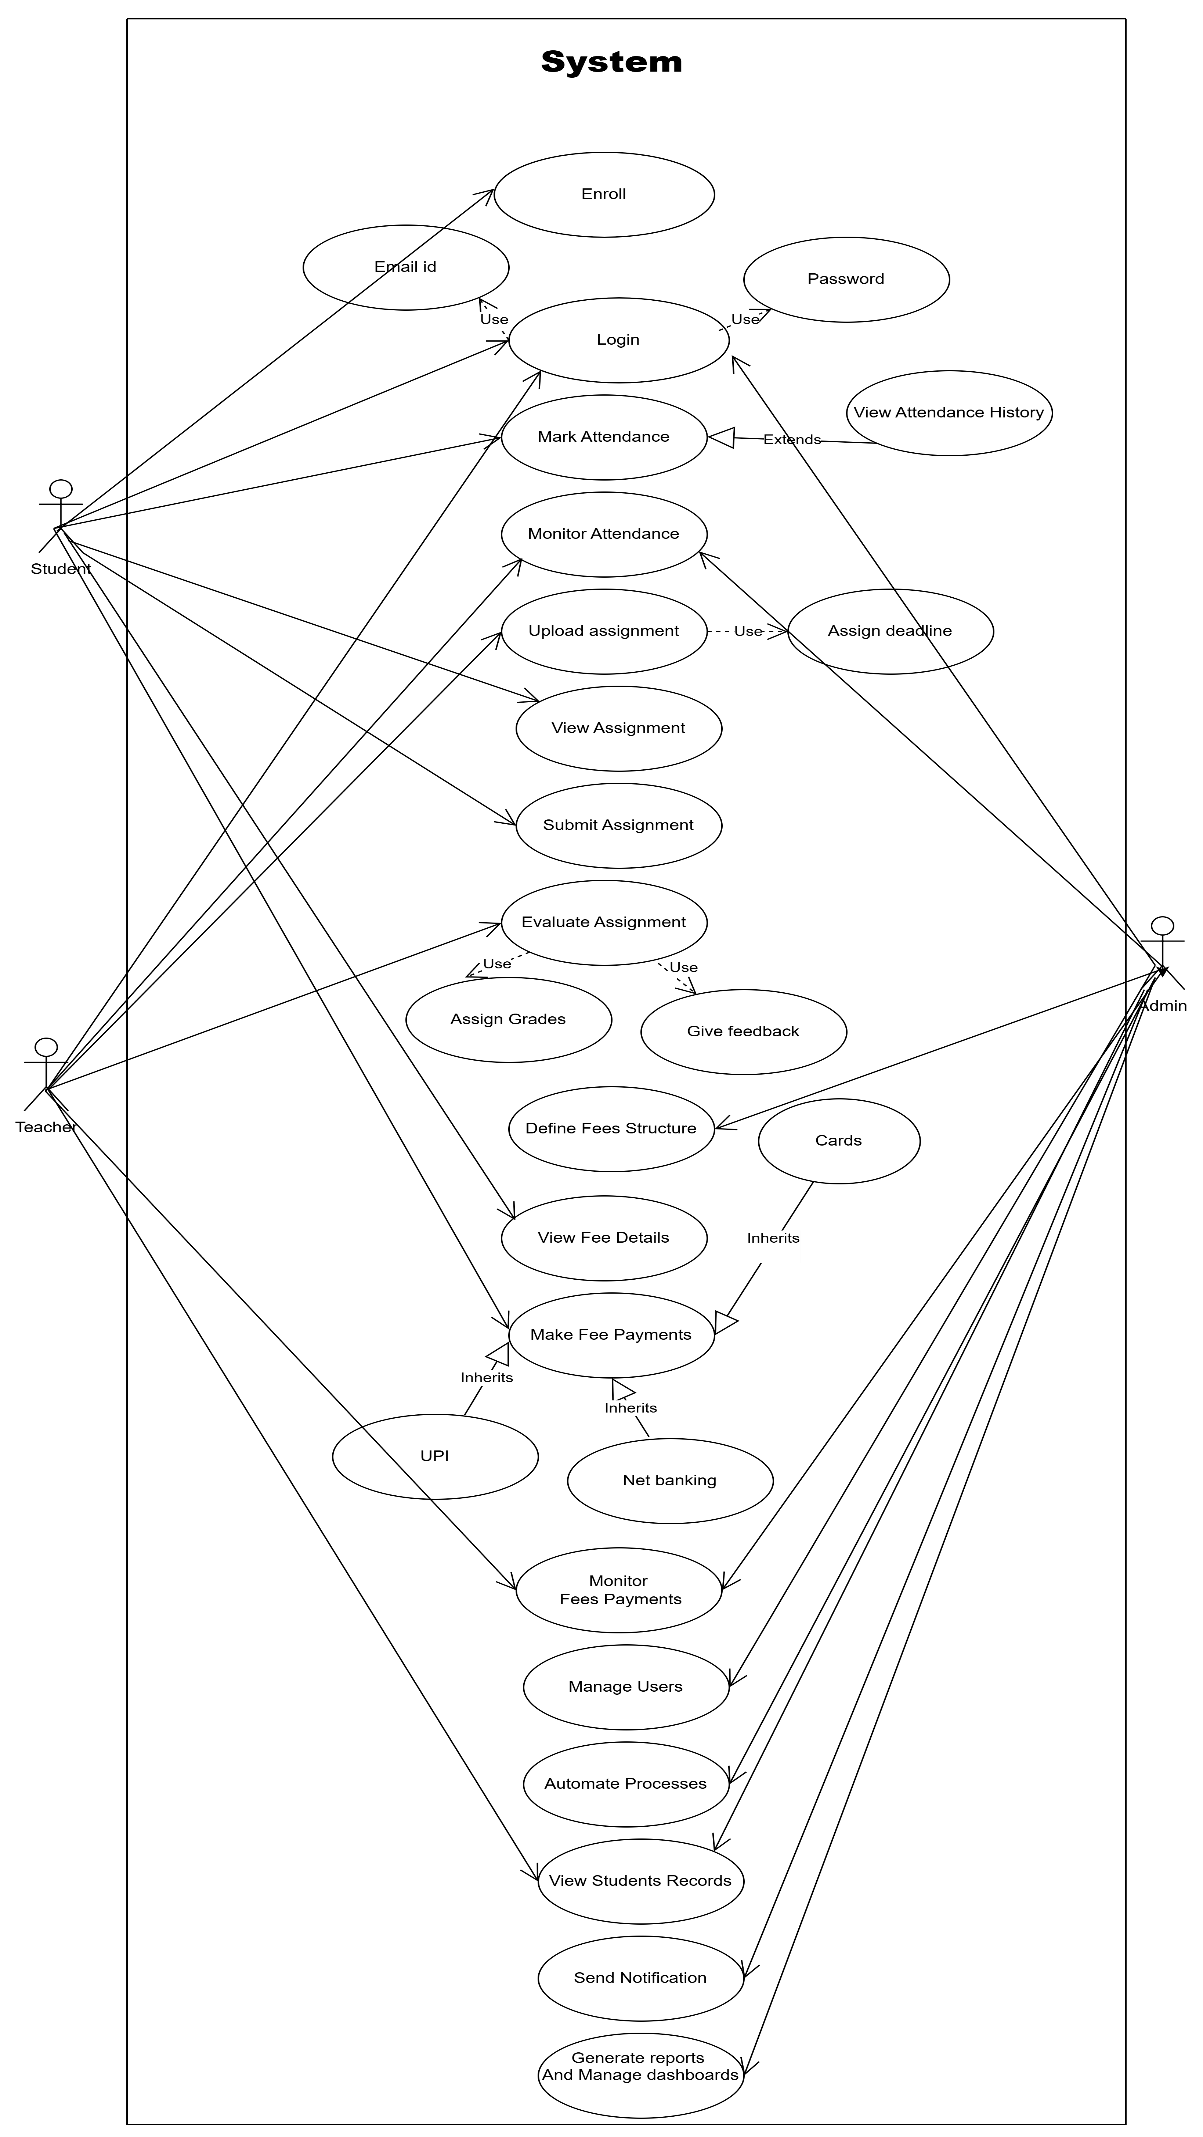 System
Enroll
Email id
Password
Use
Use
Login
View Attendance History
Mark Attendance
Extends
Monitor Attendance
Student
Upload assignment
Use
Assign deadline
View Assignment
Submit Assignment
Evaluate Assignment
Use
Use
Admin
Assign Grades
Give feedback
Teacher
Define Fees Structure
Cards
View Fee Details
Inherits
Make Fee Payments
Inherits
Inherits
UPI
Net banking
Monitor
Fees Payments
Manage Users
Automate Processes
View Students Records
Send Notification
Generate reports
And Manage dashboards